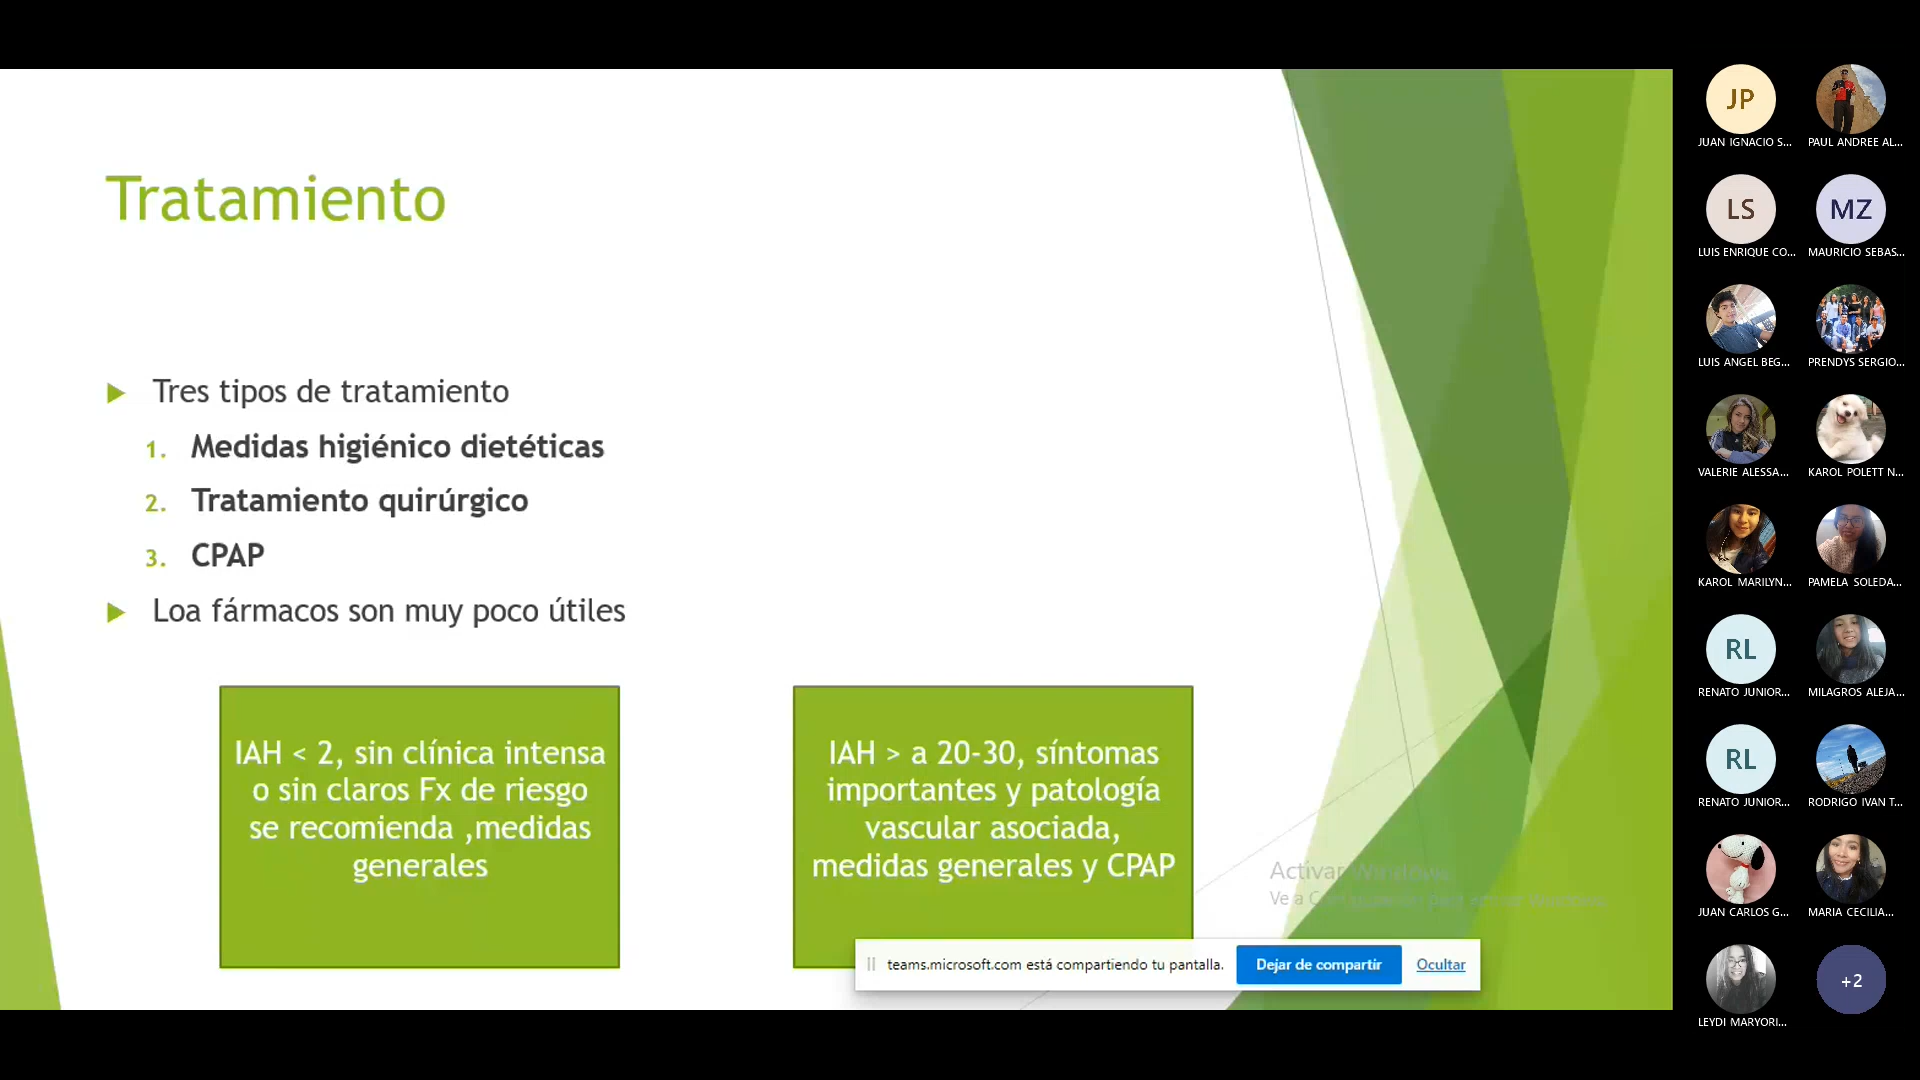 Tratamiento
Tres tipos de tratamiento
1. Medidas higiénico dietéticas
2. Tratamiento quirúrgico
3. CPAP
Loa fármacos son muy poco útiles
IAH < 2, sin clínica intensa
o sin claros Fx de riesgo
se recomienda ,medidas
generales
IAH > a 20-30, síntomas
importantes y patología
vascular asociada,
medidas generales y CPAP
Activar Windows
Ve a
teams.microsoft.com está compartiendo tu pantalla.
Dejar de compartir
Ocultar
JP
JUAN IGNACIO S...
PAUL ANDREE AL...
LS
LUIS ENRIQUE CO...
MZ
MAURICIO SEBAS...
LUIS ANGEL BEG...
PRENDYS SERGIO...
VALERIE ALESSA...
KAROL POLETT N...
KAROL MARILYN...
PAMELA SOLEDA...
RL
RENATO JUNIOR...
MILAGROS ALEJA...
RL
RENATO JUNIOR...
RODRIGO IVAN T...
JUAN CARLOS G...
MARIA CECILIA...
LEYDI MARYORI...
+2